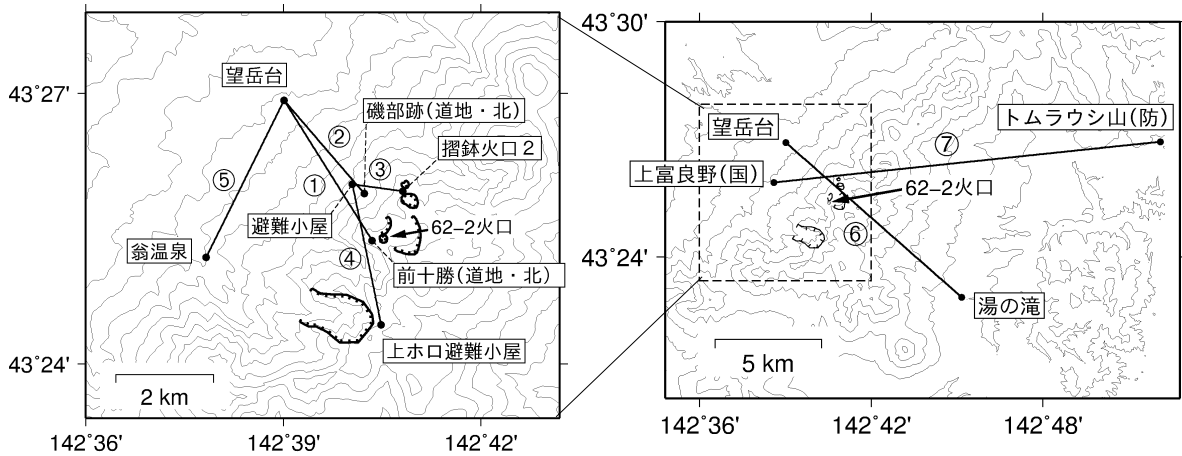 望岳台
43°27'
磯部跡(道地・北)
②
③
摺鉢火口2
⑤
①
避難小屋
62–2火口
翁温泉
④
前十勝(道地・北)
上ホロ避難小屋
43°24'
2 km
142°36'
142°39'
142°42'
43°30'
トムラウシ山(防)
望岳台
⑦
上富良野(国)
62–2火口
⑥
43°24'
湯の滝
5 km
142°36'
142°42'
142°48'